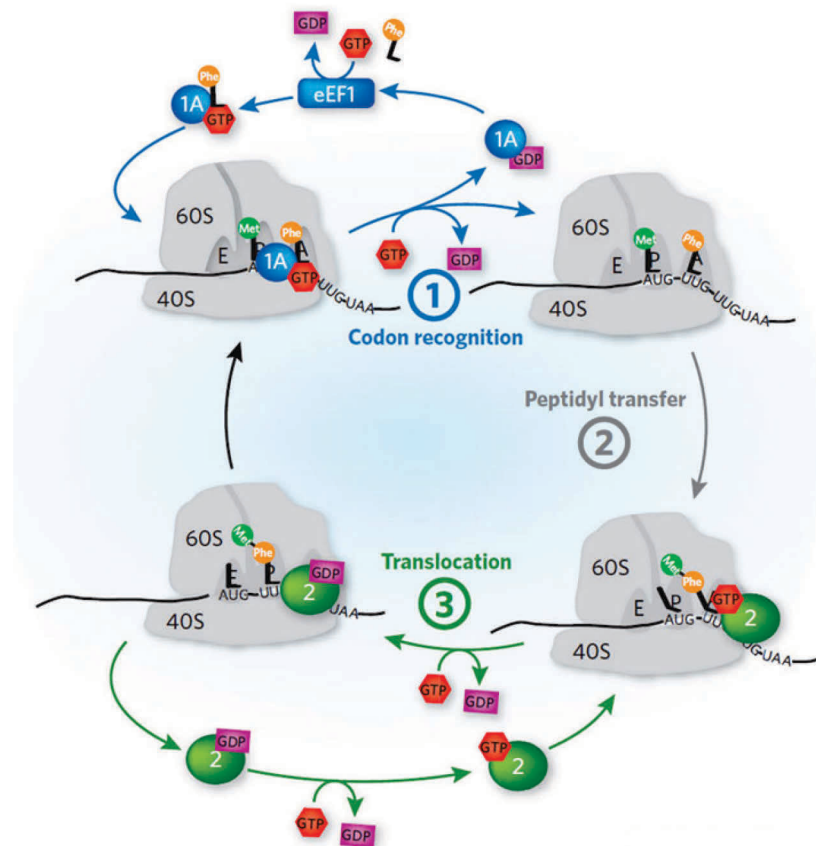 GDP
GTP
Phe
Phe
1A
GTP
eEF1
1A
GDP
60S
Met
Phe
E
P
A
A
1A
GTP
UUG-UAA
40S
GTP
GDP
1
Codon recognition
60S
Met
Phe
E
P
A
AUG-UUG-UUG-UAA
40S
Peptidyl transfer
2
60S
Met
Phe
E
P
GDP
2
AUG-UU
UAA
40S
Translocation
3
GTP
GDP
60S
Met
Phe
E
P
GTP
2
AUG-UU
UG-UAA
40S
GDP
2
GTP
2
GTP
GDP